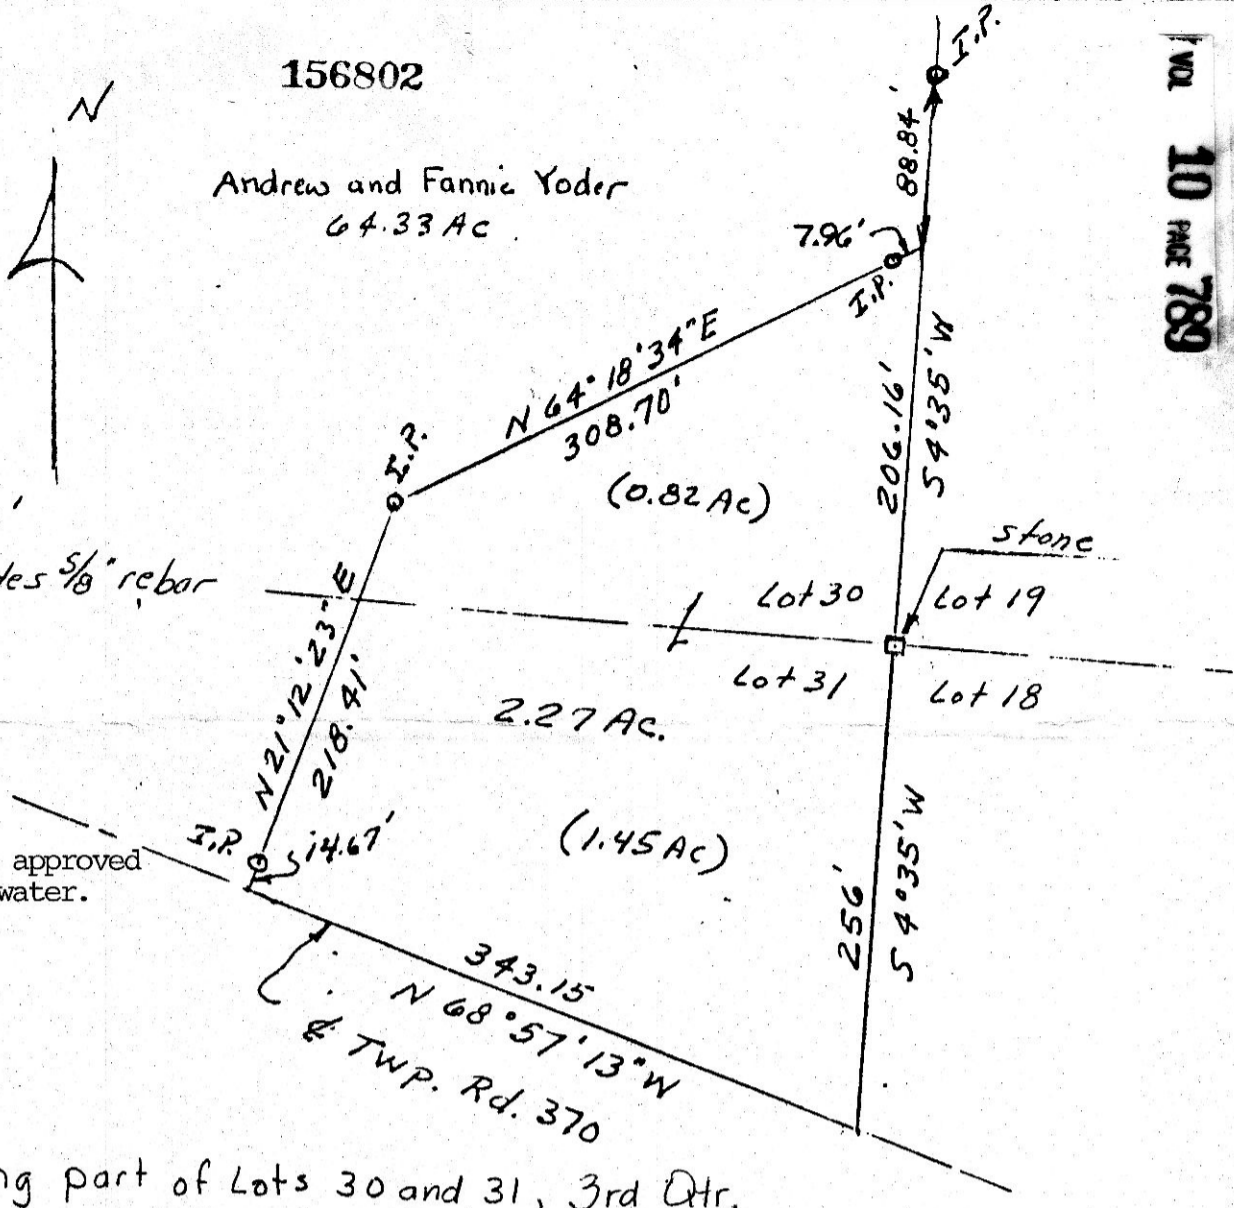 156802
N
I.P.
VOL 10 PAGE 789
Andrew and Fannie Yoder
64.33 Ac.
88.84'
7.96'
I.P.
N 64° 18' 34" E
308.70'
206.16'
S 4° 35' W
I.P.
(0.82 Ac)
stone
5/8" rebar
Lot 30
Lot 19
Lot 31
Lot 18
N 21° 12' 23" E
218.41'
2.27 Ac.
I.P.
14.67'
(1.45 Ac)
approved
water.
256'
S 4° 35' W
343.15
N 68° 57' 13" W
℄ TWP. Rd. 370
part of Lots 30 and 31, 3rd Qtr.